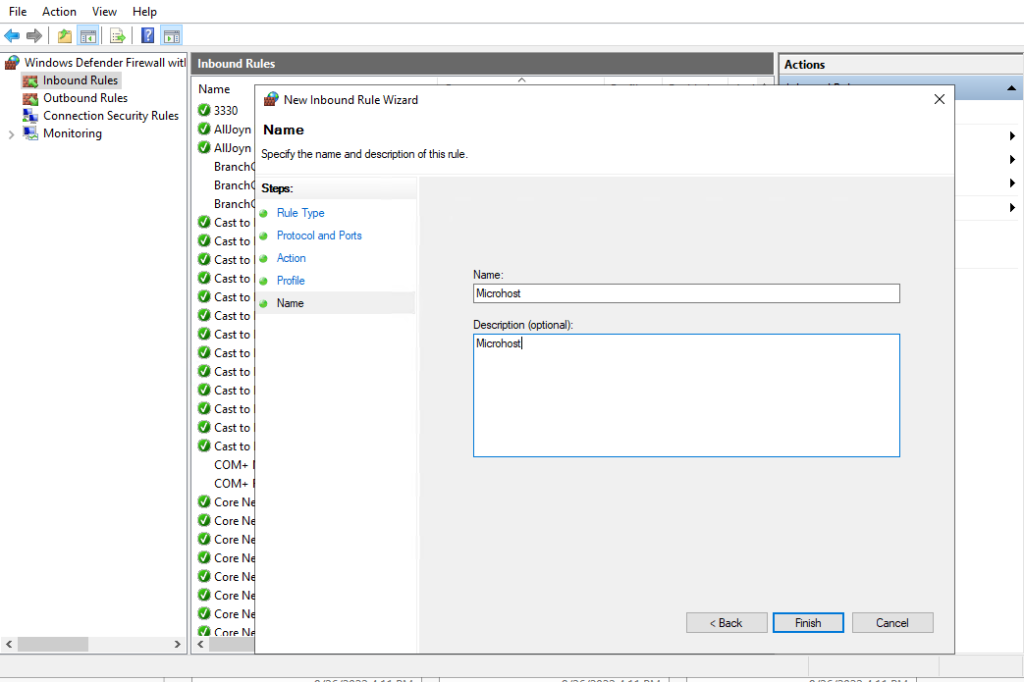 File Action View Help
Windows Defender Firewall with
Inbound Rules
Outbound Rules
Connection Security Rules
Monitoring
Inbound Rules
Name
3330
AllJoyn
AllJoyn
BranchC
BranchC
BranchC
Cast to
Cast to
Cast to
Cast to
Cast to
Cast to
Cast to
Cast to
Cast to
Cast to
Cast to
Cast to
Cast to
COM+
COM+
Core Ne
Core Ne
Core Ne
Core Ne
Core Ne
Core Ne
Core Ne
Core Ne
Actions
New Inbound Rule Wizard
Name
Specify the name and description of this rule.
Steps:
Rule Type
Protocol and Ports
Action
Profile
Name
Name:
Microhost
Description (optional):
Microhost
< Back Finish Cancel